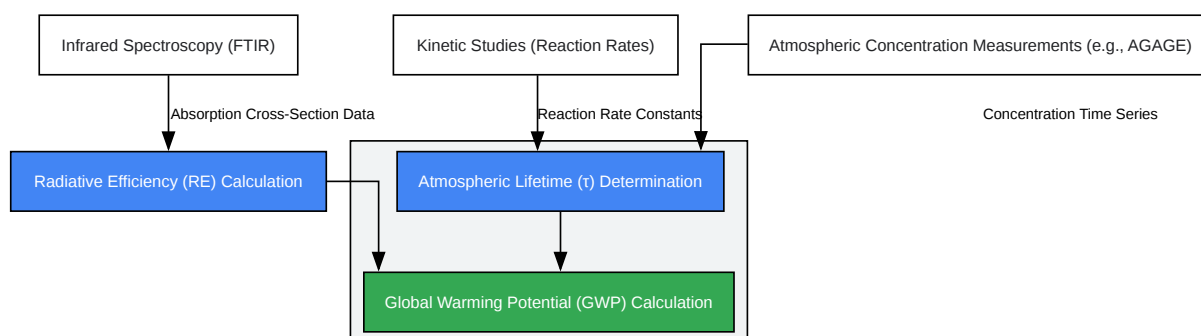 Infrared Spectroscopy (FTIR)
Kinetic Studies (Reaction Rates)
Atmospheric Concentration Measurements (e.g., AGAGE)
Absorption Cross-Section Data
Reaction Rate Constants
Concentration Time Series
Radiative Efficiency (RE) Calculation
Atmospheric Lifetime (τ) Determination
Global Warming Potential (GWP) Calculation